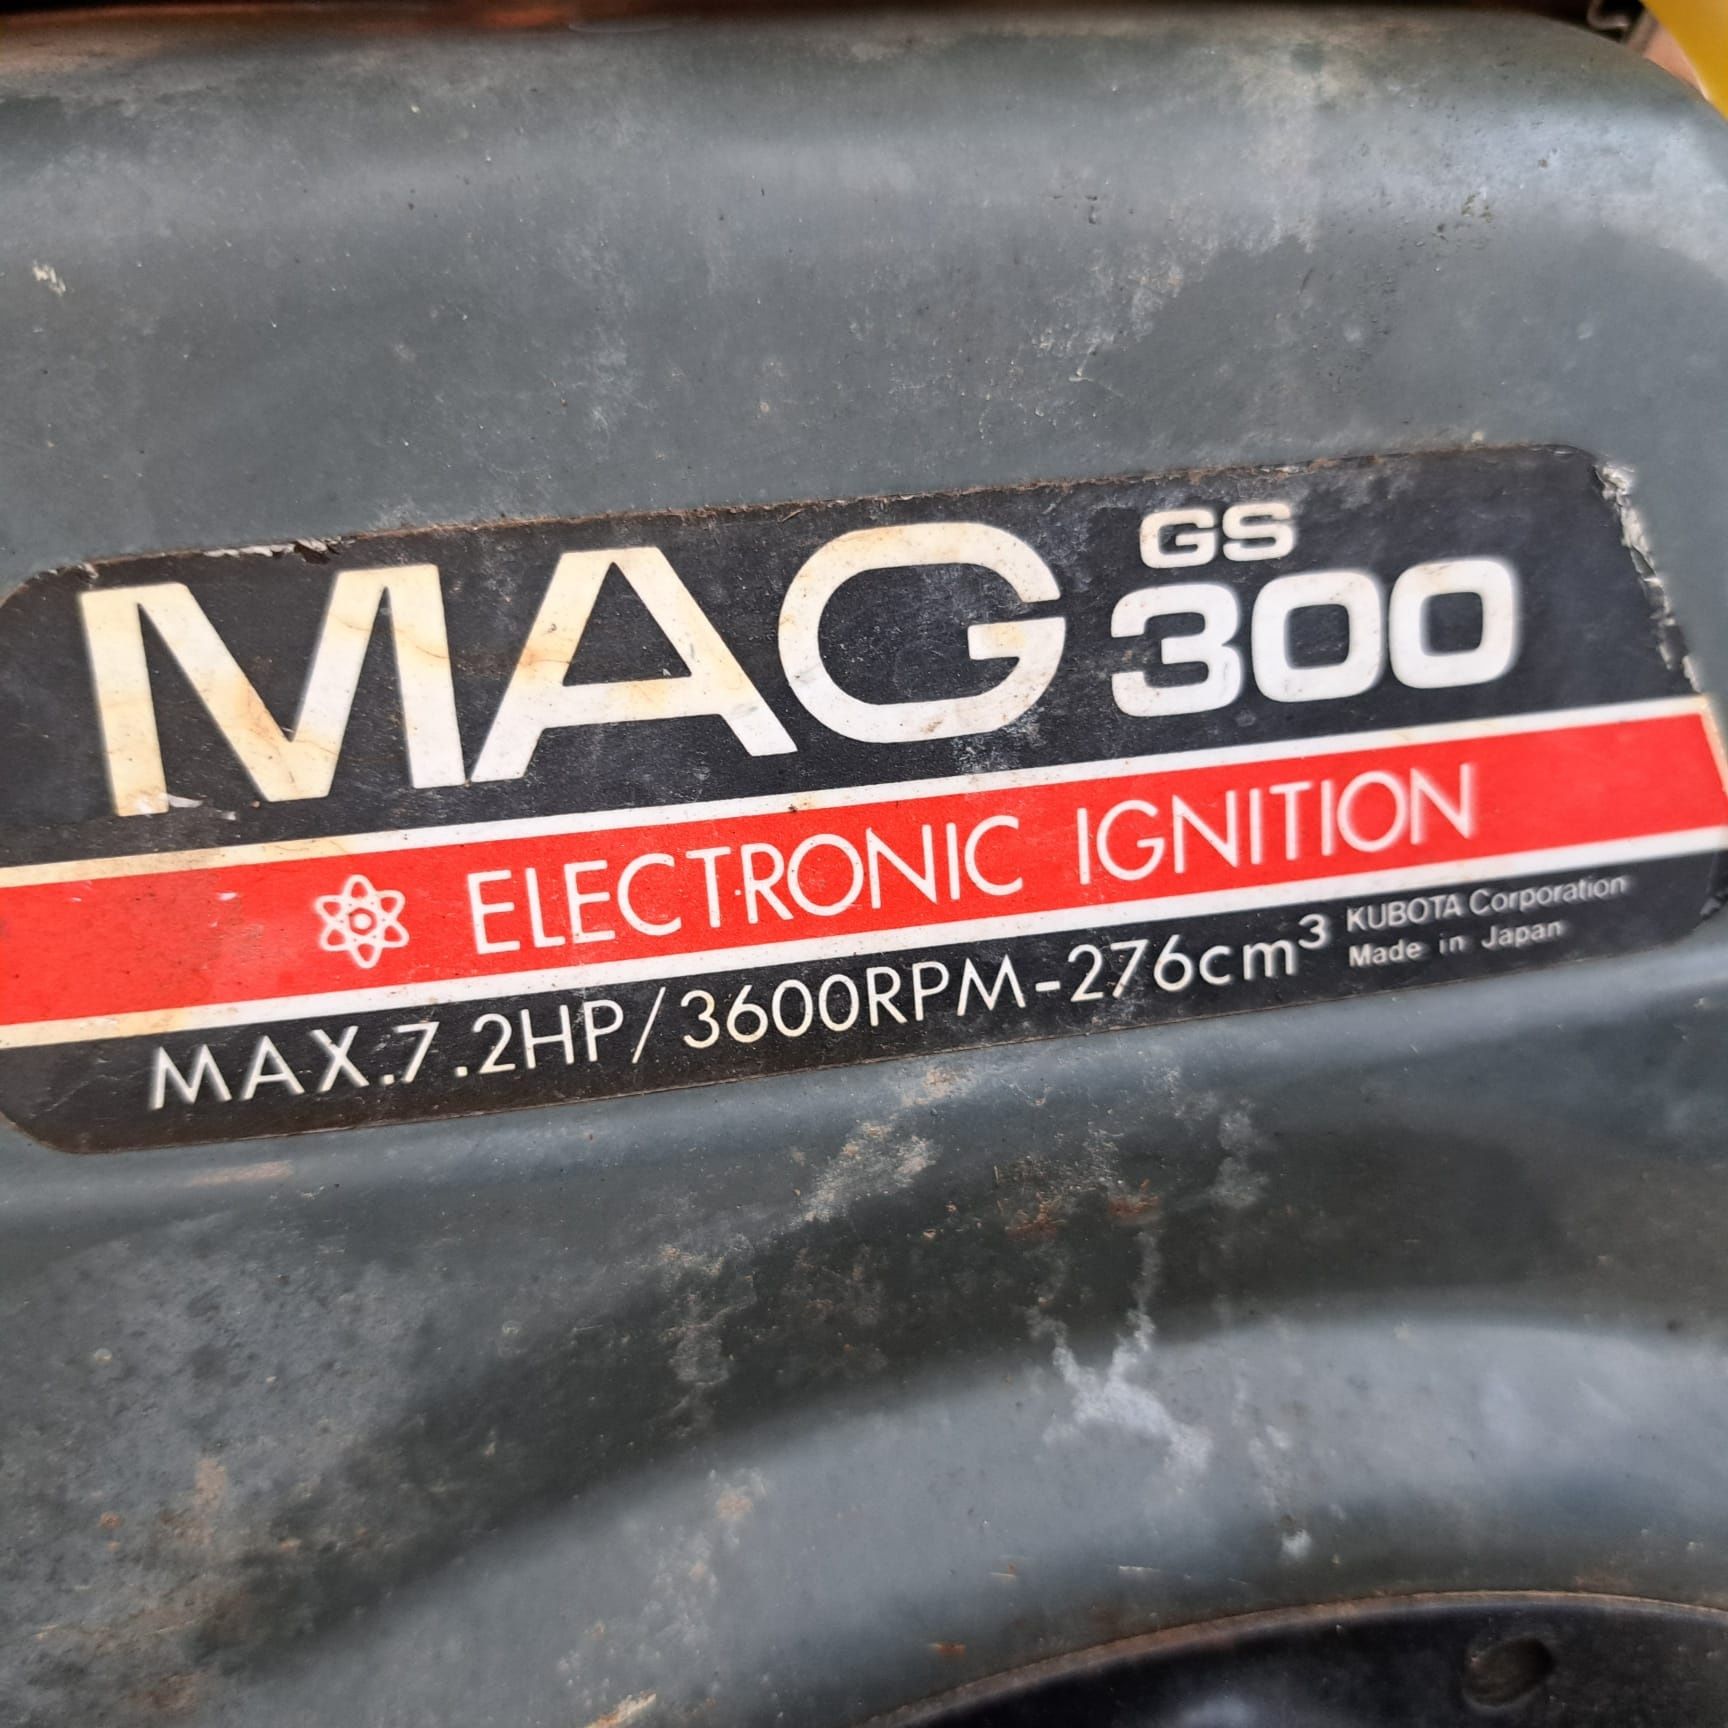 MAG GS 300
ELECTRONIC IGNITION
MAX.7.2HP/3600RPM-276cm³
KUBOTA Corporation
Made in Japan